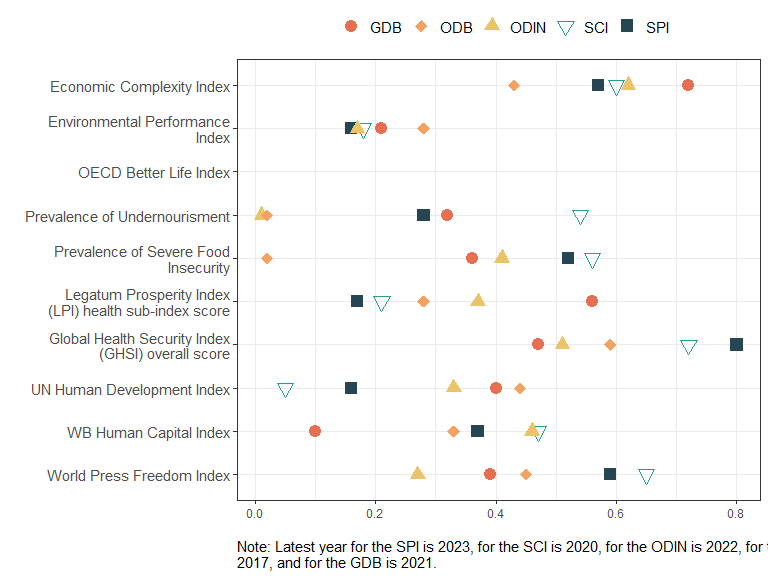 GDB ODB ODIN SCI SPI
Economic Complexity Index
Environmental Performance
Index
OECD Better Life Index
Prevalence of Undernourisment
Prevalence of Severe Food
Insecurity
Legatum Prosperity Index
(LPI) health sub-index score
Global Health Security Index
(GHSI) overall score
UN Human Development Index
WB Human Capital Index
World Press Freedom Index
0.0 0.2 0.4 0.6 0.8
Note: Latest year for the SPI is 2023, for the SCI is 2020, for the ODIN is 2022, for
2017, and for the GDB is 2021.